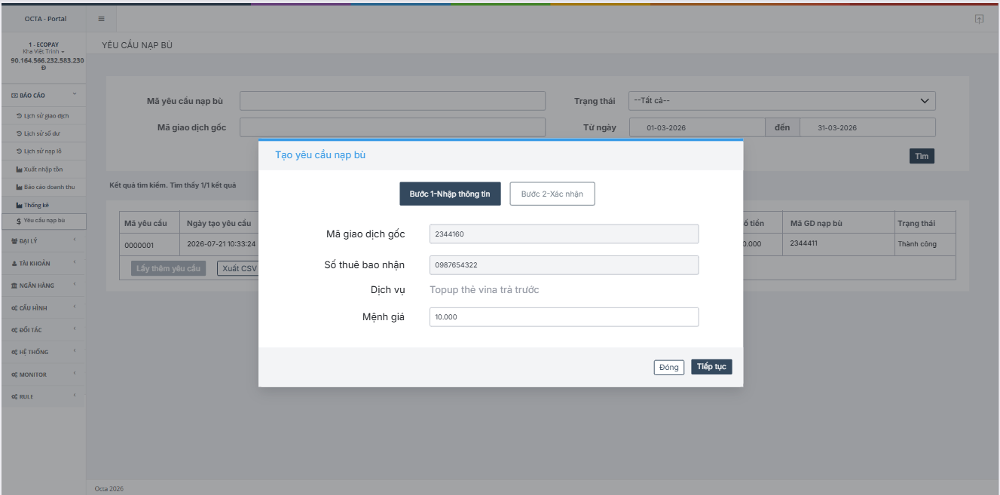 OCTA - Portal
1 - ECOPAY
Kha Việt Trinh
90.164.566.232.583.230
Đ
YÊU CẦU NẠP BÙ
BÁO CÁO
Lịch sử giao dịch
Lịch sử số dư
Lịch sử nạp lô
Xuất nhập tồn
Báo cáo doanh thu
Thống kê
Yêu cầu nạp bù
ĐẠI LÝ
TÀI KHOẢN
NGÂN HÀNG
CẤU HÌNH
ĐỐI TÁC
HỆ THỐNG
MONITOR
RULE
Mã yêu cầu nạp bù
Trạng thái --Tất cả--
Mã giao dịch gốc
Từ ngày 01-03-2026 đến 31-03-2026
Tìm
Kết quả tìm kiếm. Tìm thấy 1/1 kết quả
Mã yêu cầu Ngày tạo yêu cầu ố tiền Mã GD nạp bù Trạng thái
0000001 2026-07-21 10:33:24 0.000 2344411 Thành công
Lấy thêm yêu cầu Xuất CSV
Tạo yêu cầu nạp bù
Bước 1-Nhập thông tin Bước 2-Xác nhận
Mã giao dịch gốc 2344160
Số thuê bao nhận 0987654322
Dịch vụ Topup thẻ vina trả trước
Mệnh giá 10.000
Đóng Tiếp tục
Octa 2026